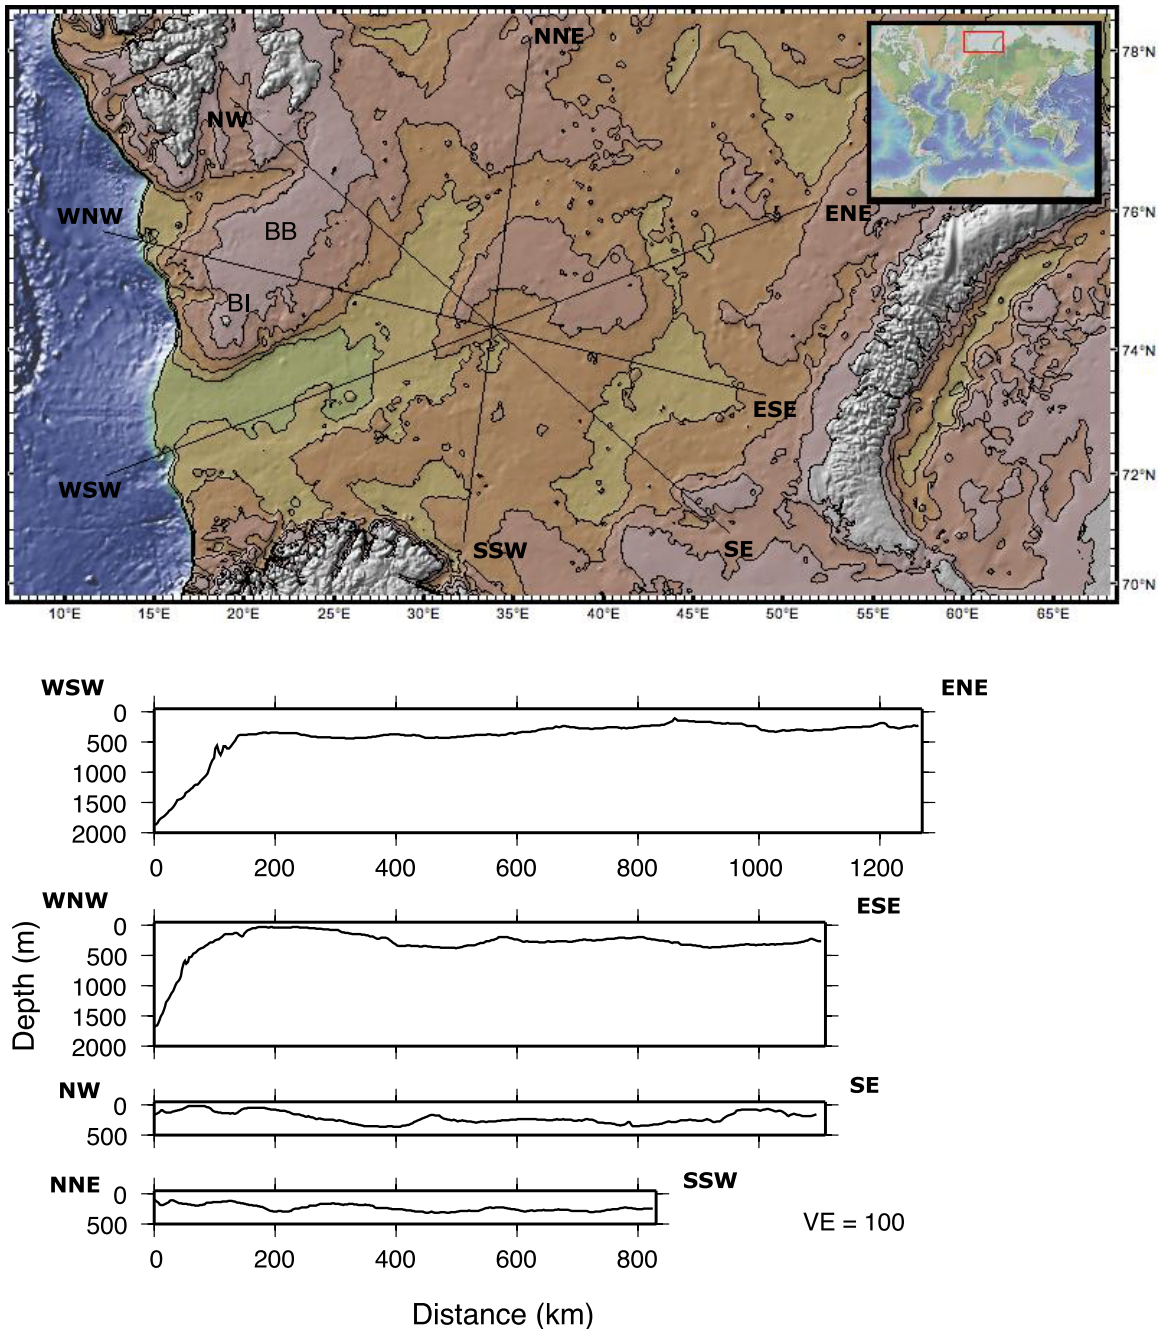 NNE
78°N
NW
WNW
ENE
76°N
BB
BI
74°N
ESE
WSW
72°N
SSW
SE
70°N
10°E 15°E 20°E 25°E 30°E 35°E 40°E 45°E 50°E 55°E 60°E 65°E
WSW ENE
0
500
1000
1500
2000
0 200 400 600 800 1000 1200
WNW ESE
0
500
1000
1500
2000
NW SE
0
500
NNE SSW
0
500
0 200 400 600 800
VE = 100
Depth (m)
Distance (km)